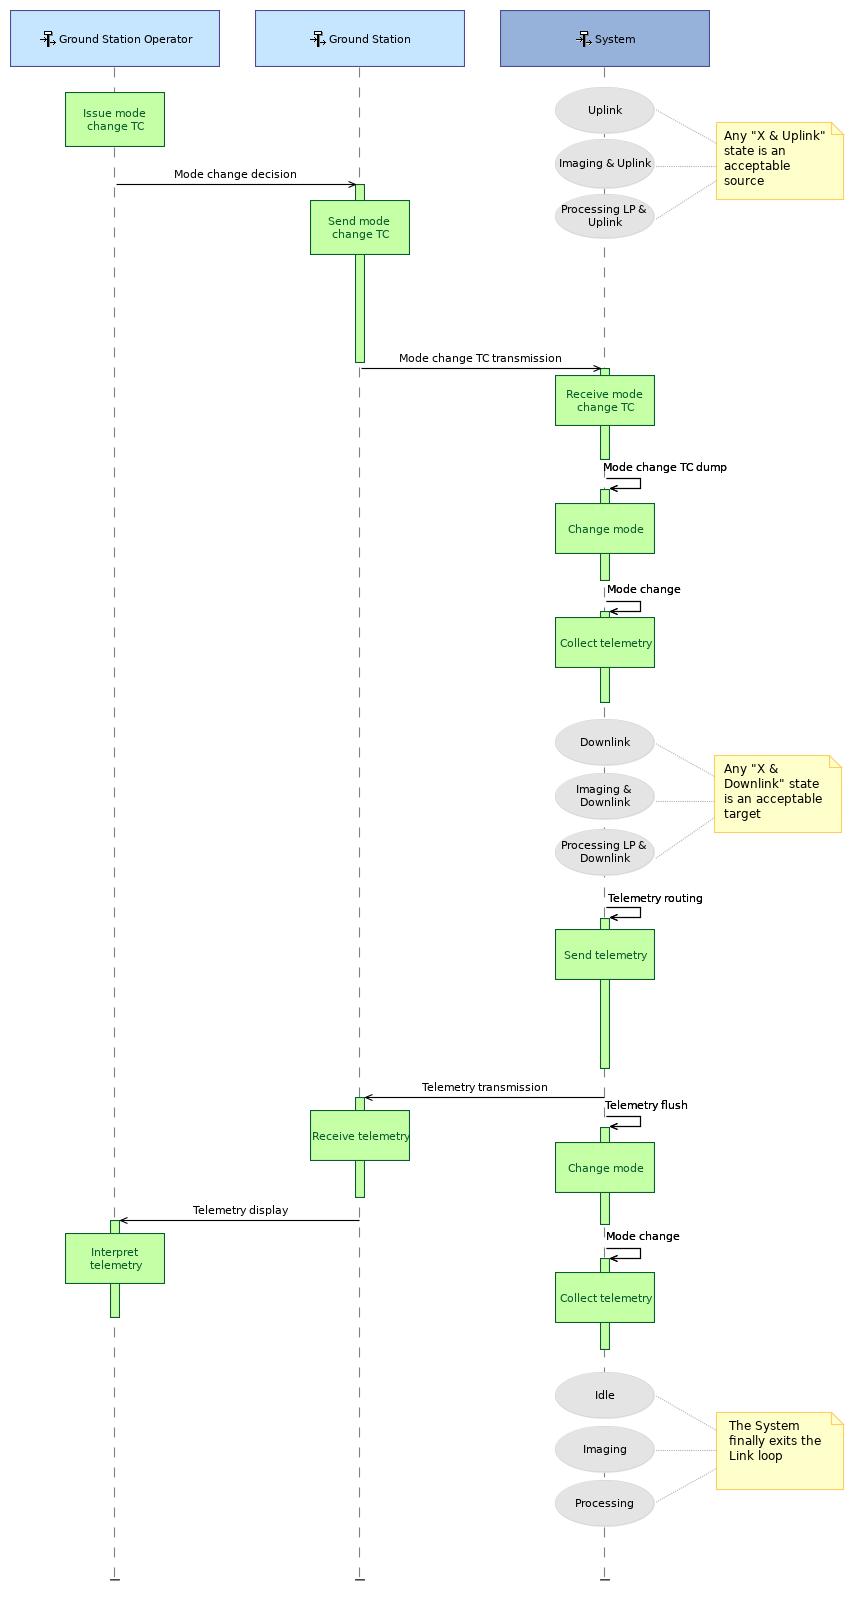 Ground Station Operator
Ground Station
System
Issue mode
change TC
Uplink
Any "X & Uplink"
state is an
acceptable
source
Imaging & Uplink
Mode change decision
Send mode
change TC
Processing LP &
Uplink
Mode change TC transmission
Receive mode
change TC
Mode change TC dump
Change mode
Mode change
Collect telemetry
Downlink
Any "X &
Downlink" state
is an acceptable
target
Imaging &
Downlink
Processing LP &
Downlink
Telemetry routing
Send telemetry
Telemetry transmission
Telemetry flush
Receive telemetry
Change mode
Telemetry display
Mode change
Interpret
telemetry
Collect telemetry
Idle
The System
finally exits the
Link loop
Imaging
Processing